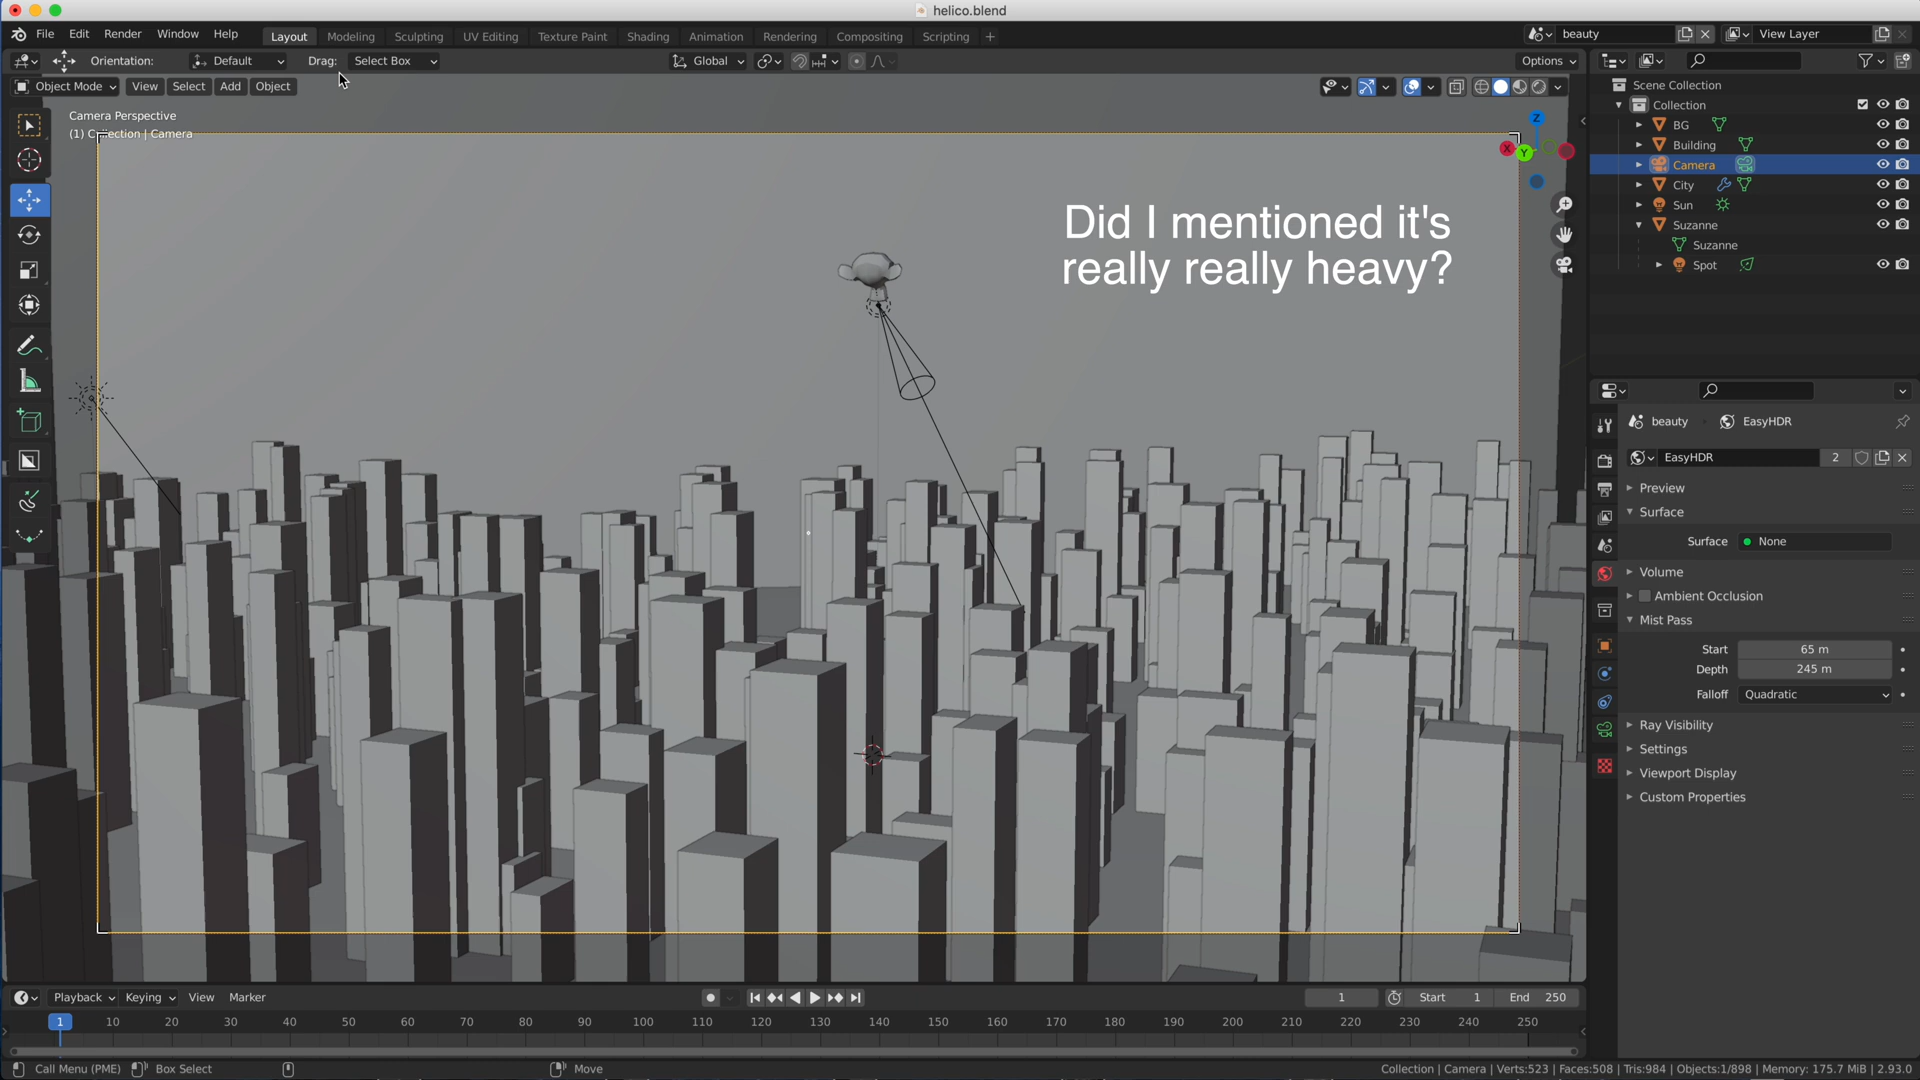 helico.blend
File Edit Render Window Help
Layout Modeling Sculpting UV Editing Texture Paint Shading Animation Rendering Compositing Scripting +
beauty
View Layer
Orientation: Default Drag: Select Box
Global
Options
Object Mode View Select Add Object
Camera Perspective
(1) Collection | Camera
Z
X Y
Did I mentioned it's
really really heavy?
Scene Collection
Collection
BG
Building
Camera
City
Sun
Suzanne
Suzanne
Spot
beauty EasyHDR
EasyHDR 2
Preview
Surface
Surface None
Volume
Ambient Occlusion
Mist Pass
Start 65 m
Depth 245 m
Falloff Quadratic
Ray Visibility
Settings
Viewport Display
Custom Properties
Playback Keying View Marker
1 Start 1 End 250
1 10 20 30 40 50 60 70 80 90 100 110 120 130 140 150 160 170 180 190 200 210 220 230 240 250
Call Menu (PME) Box Select Move
Collection | Camera | Verts:523 | Faces:508 | Tris:984 | Objects:1/898 | Memory: 175.7 MiB | 2.93.0